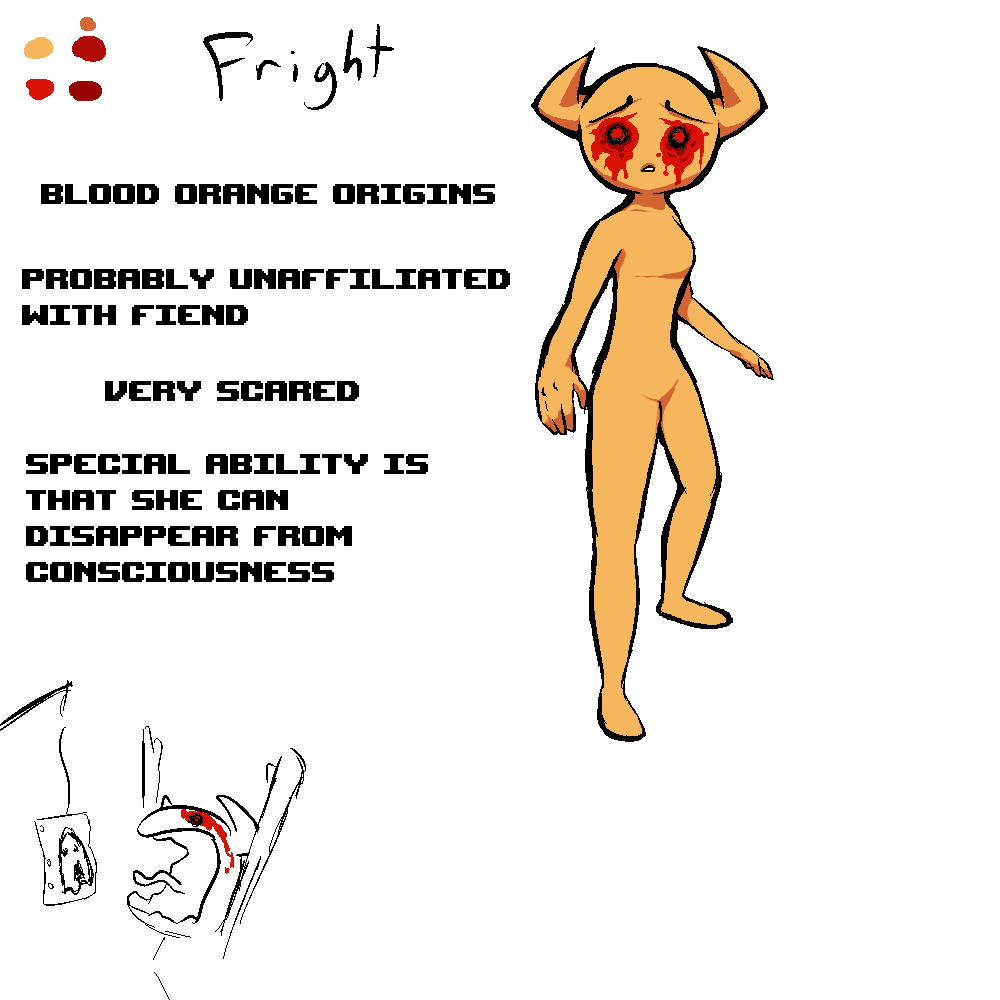 Fright
BLOOD ORANGE ORIGINS
PROBABLY UNAFFILIATED
WITH FIEND
VERY SCARED
SPECIAL ABILITY IS
THAT SHE CAN
DISAPPEAR FROM
CONSCIOUSNESS